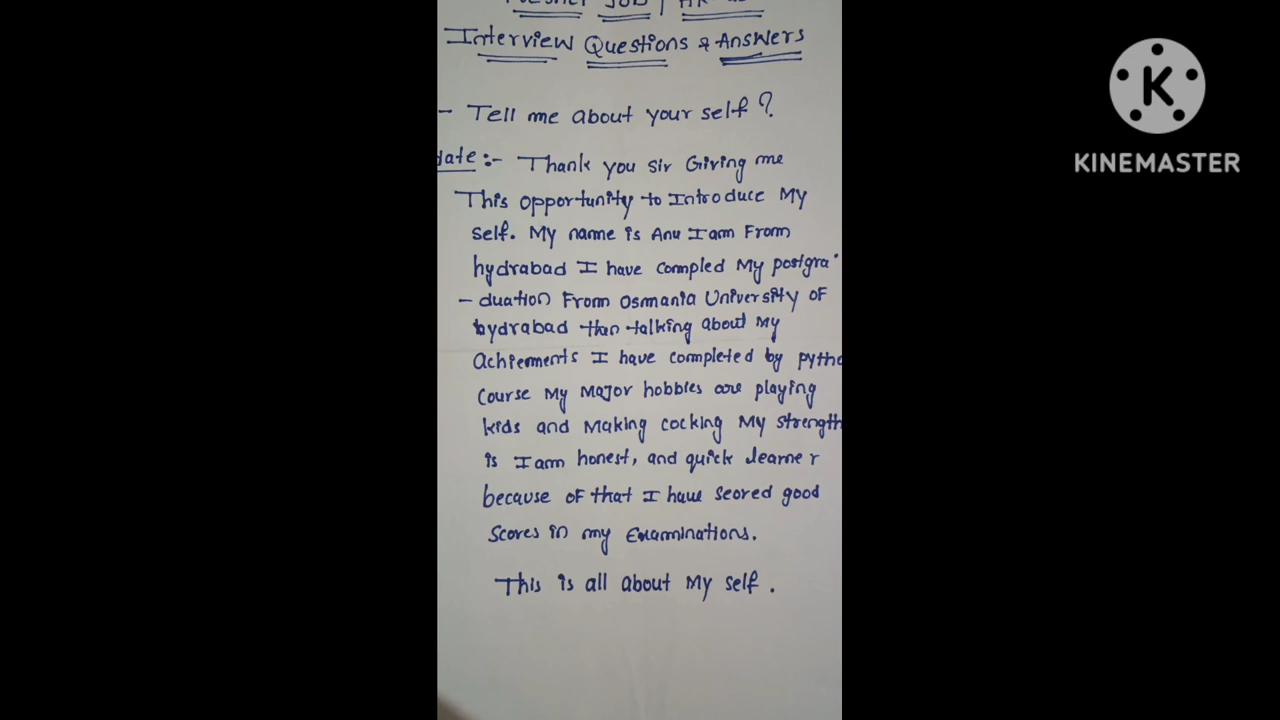 JOB / HR
Interview Questions & Answers
- Tell me about your self?
date :- Thank you sir Giving me
This opportunity to Introduce My
self. My name is Anu I am From
hydrabad I have compled My postgra
- duation From Osmania University of
hydrabad than talking about My
Achiements I have completed by pytho
Course My Major hobbies are playing
kids and Making cocking My strength
is I am honest, and quick learner
because of that I have scored good
Scores in my Examinations.
This is all about My self.
K
KINEMASTER